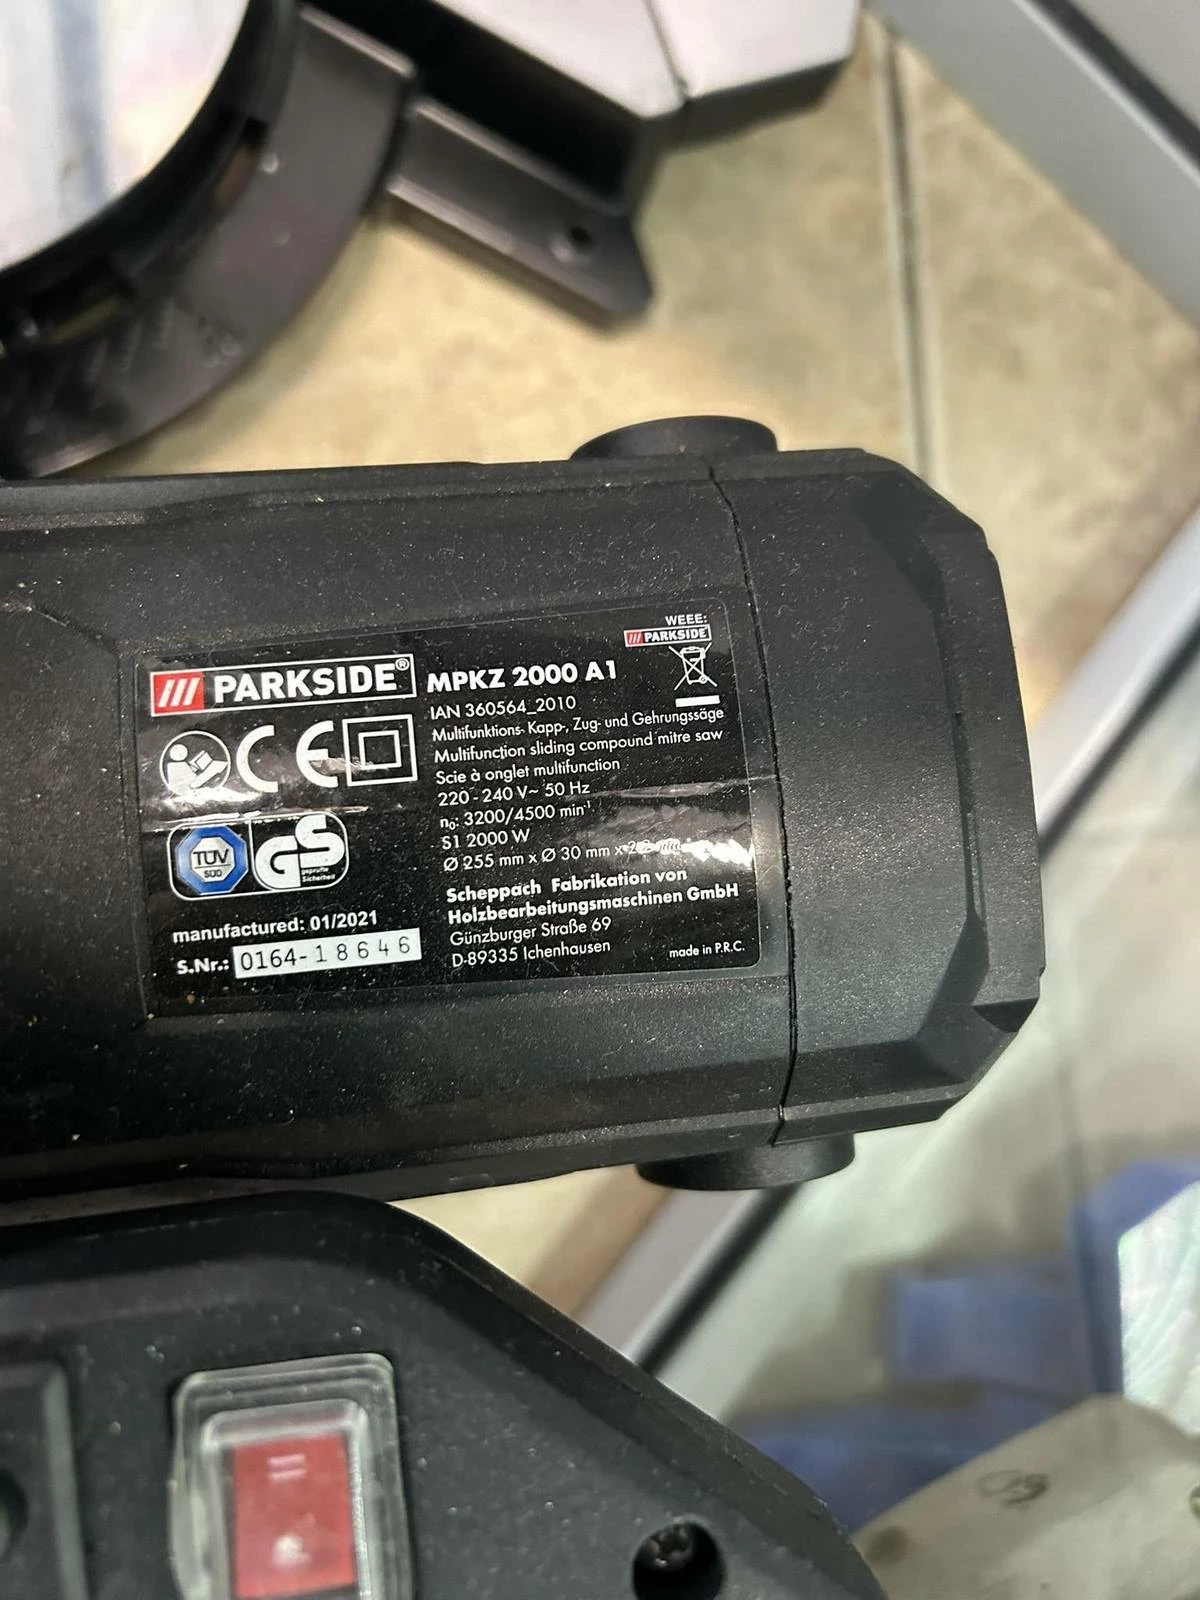 PARKSIDE®
MPKZ 2000 A1
WEEE:
PARKSIDE
IAN 360564_2010
Multifunktions- Kapp-, Zug- und Gehrungssäge
Multifunction sliding compound mitre saw
Scie à onglet multifunction
220 - 240 V~ 50 Hz
n₀: 3200/4500 min⁻¹
S1 2000 W
Ø 255 mm x Ø 30 mm x
CE
TÜV
SÜD
GS
geprüfte
Sicherheit
Scheppach Fabrikation von
Holzbearbeitungsmaschinen GmbH
Günzburger Straße 69
D-89335 Ichenhausen
made in P.R.C.
manufactured: 01/2021
S.Nr.: 0164-18646
II